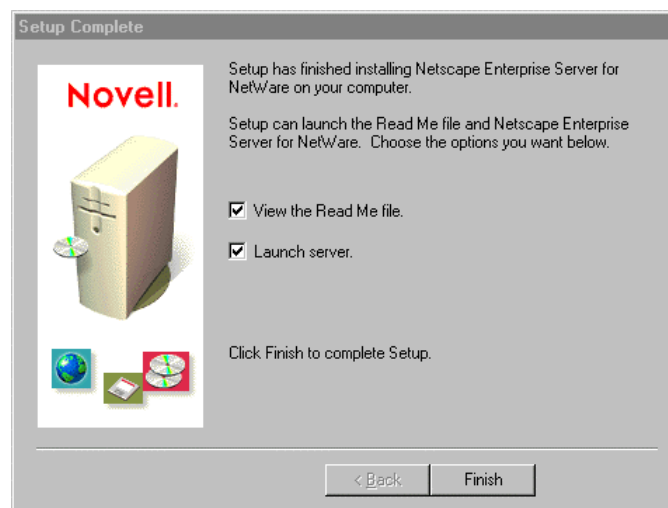 Setup Complete
Novell.
Setup has finished installing Netscape Enterprise Server for
NetWare on your computer.
Setup can launch the Read Me file and Netscape Enterprise
Server for NetWare. Choose the options you want below.
View the Read Me file.
Launch server.
Click Finish to complete Setup.
< Back
Finish